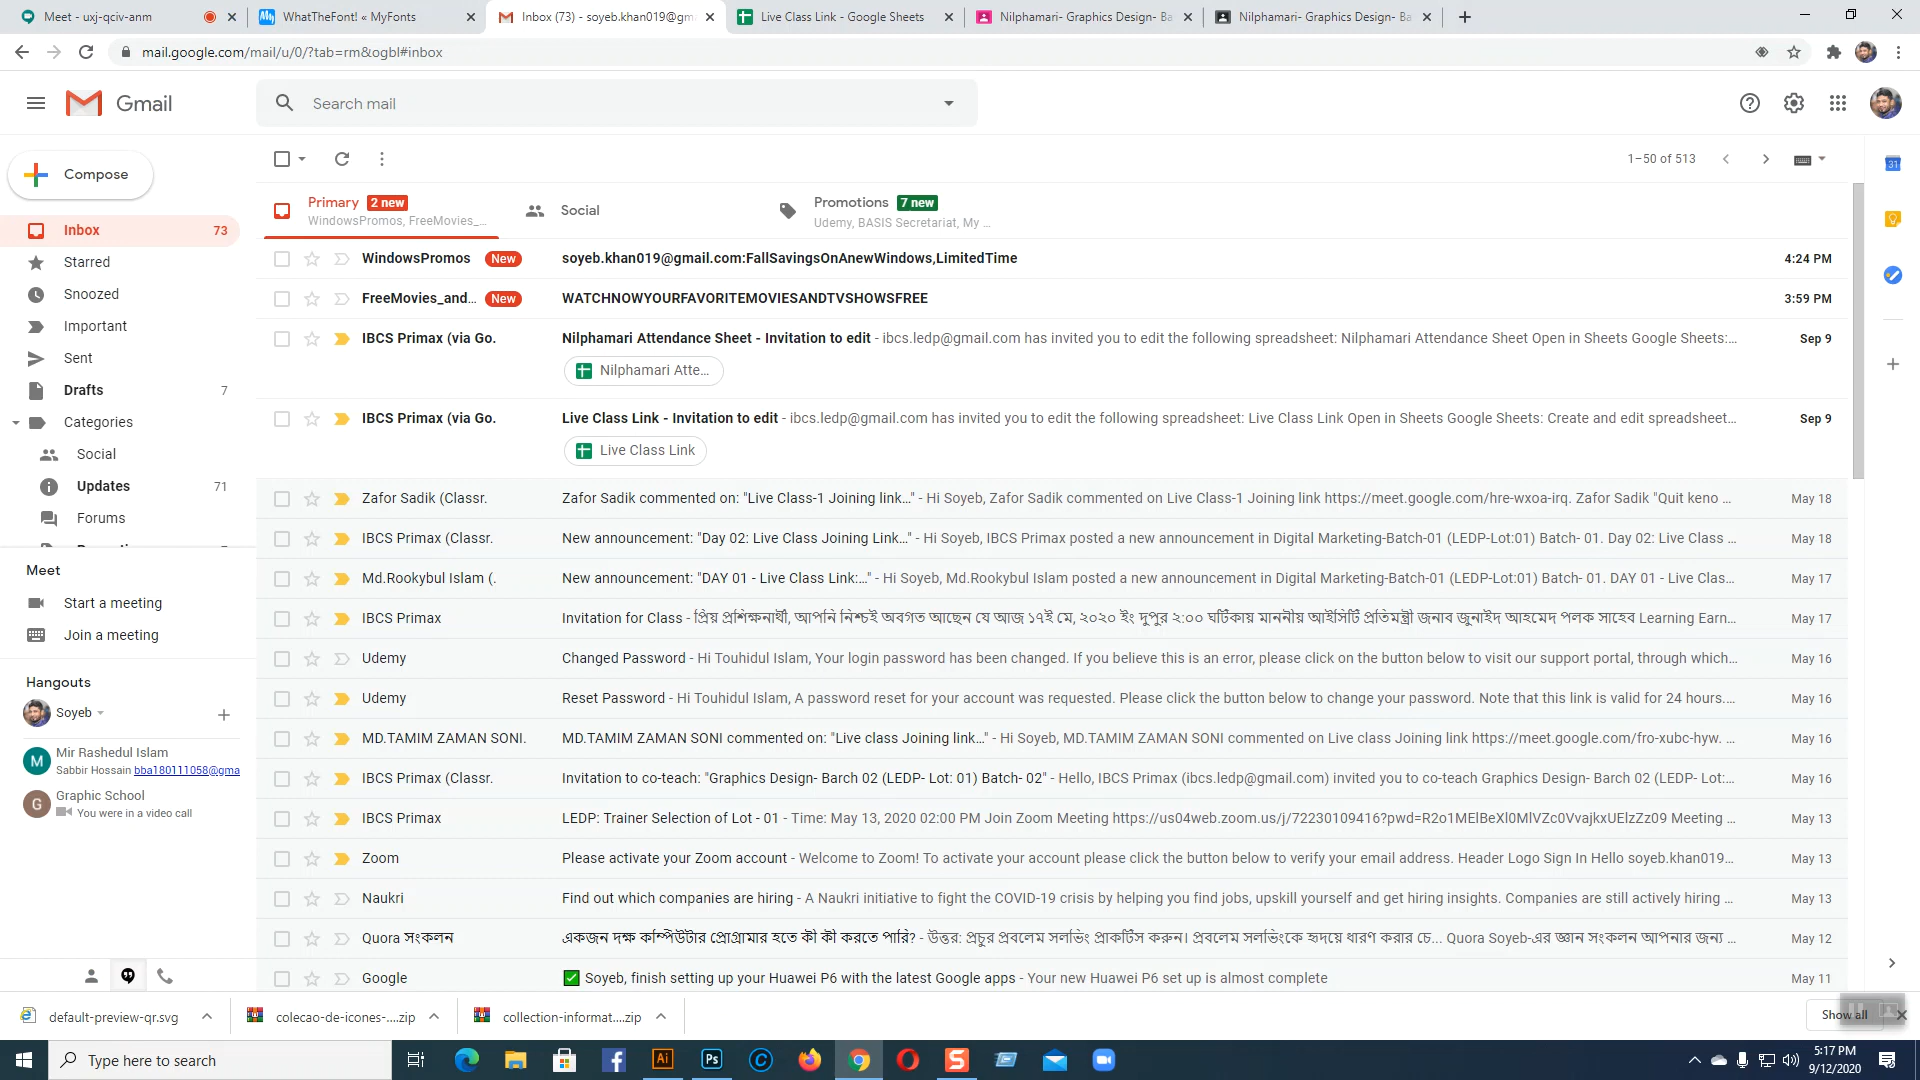 Meet - uxj-qciv-anm
WhatTheFont! « MyFonts
Inbox (73) - soyeb.khan019@gm
Live Class Link - Google Sheets
Nilphamari- Graphics Design- Ba
Nilphamari- Graphics Design- Ba
mail.google.com/mail/u/0/?tab=rm&ogbl#inbox
Gmail
Search mail
Compose
1–50 of 513
Primary 2 new
WindowsPromos, FreeMovies_...
Social
Promotions 7 new
Udemy, BASIS Secretariat, My ...
Inbox 73
Starred
Snoozed
Important
Sent
Drafts 7
Categories
Social
Updates 71
Forums
Meet
Start a meeting
Join a meeting
Hangouts
Soyeb
M
Mir Rashedul Islam
Sabbir Hossain bba180111058@gma
G
Graphic School
You were in a video call
WindowsPromos New soyeb.khan019@gmail.com:FallSavingsOnAnewWindows,LimitedTime 4:24 PM
FreeMovies_and... New WATCHNOWYOURFAVORITEMOVIESANDTVSHOWSFREE 3:59 PM
IBCS Primax (via Go. Nilphamari Attendance Sheet - Invitation to edit - ibcs.ledp@gmail.com has invited you to edit the following spreadsheet: Nilphamari Attendance Sheet Open in Sheets Google Sheets:... Sep 9
Nilphamari Atte...
IBCS Primax (via Go. Live Class Link - Invitation to edit - ibcs.ledp@gmail.com has invited you to edit the following spreadsheet: Live Class Link Open in Sheets Google Sheets: Create and edit spreadsheet... Sep 9
Live Class Link
Zafor Sadik (Classr. Zafor Sadik commented on: "Live Class-1 Joining link..." - Hi Soyeb, Zafor Sadik commented on Live Class-1 Joining link https://meet.google.com/hre-wxoa-irq. Zafor Sadik "Quit keno ... May 18
IBCS Primax (Classr. New announcement: "Day 02: Live Class Joining Link..." - Hi Soyeb, IBCS Primax posted a new announcement in Digital Marketing-Batch-01 (LEDP-Lot:01) Batch- 01. Day 02: Live Class ... May 18
Md.Rookybul Islam (. New announcement: "DAY 01 - Live Class Link:..." - Hi Soyeb, Md.Rookybul Islam posted a new announcement in Digital Marketing-Batch-01 (LEDP-Lot:01) Batch- 01. DAY 01 - Live Clas... May 17
IBCS Primax Invitation for Class - প্রিয় প্রশিক্ষনার্থী, আপনি নিশ্চই অবগত আছেন যে আজ ১৭ই মে, ২০২০ ইং দুপুর ২:০০ ঘটিকায় মাননীয় আইসিটি প্রতিমন্ত্রী জনাব জুনাইদ আহমেদ পলক সাহেব Learning Earn... May 17
Udemy Changed Password - Hi Touhidul Islam, Your login password has been changed. If you believe this is an error, please click on the button below to visit our support portal, through which... May 16
Udemy Reset Password - Hi Touhidul Islam, A password reset for your account was requested. Please click the button below to change your password. Note that this link is valid for 24 hours.... May 16
MD.TAMIM ZAMAN SONI. MD.TAMIM ZAMAN SONI commented on: "Live class Joining link..." - Hi Soyeb, MD.TAMIM ZAMAN SONI commented on Live class Joining link https://meet.google.com/fro-xubc-hyw. ... May 16
IBCS Primax (Classr. Invitation to co-teach: "Graphics Design- Barch 02 (LEDP- Lot: 01) Batch- 02" - Hello, IBCS Primax (ibcs.ledp@gmail.com) invited you to co-teach Graphics Design- Barch 02 (LEDP- Lot:... May 16
IBCS Primax LEDP: Trainer Selection of Lot - 01 - Time: May 13, 2020 02:00 PM Join Zoom Meeting https://us04web.zoom.us/j/72230109416?pwd=R2o1MElBeXl0MlVZc0VvajkxUElzZz09 Meeting ... May 13
Zoom Please activate your Zoom account - Welcome to Zoom! To activate your account please click the button below to verify your email address. Header Logo Sign In Hello soyeb.khan019... May 13
Naukri Find out which companies are hiring - A Naukri initiative to fight the COVID-19 crisis by helping you find jobs, upskill yourself and get hiring insights. Companies are still actively hiring ... May 13
Quora সংকলন একজন দক্ষ কম্পিউটার প্রোগ্রামার হতে কী কী করতে পারি? - উত্তর: প্রচুর প্রবলেম সলভিং প্রাকটিস করুন। প্রবলেম সলভিংকে হৃদয়ে ধারণ করার চে... Quora Soyeb-এর জ্ঞান সংকলন আপনার জন্য ... May 12
Google ✅ Soyeb, finish setting up your Huawei P6 with the latest Google apps - Your new Huawei P6 set up is almost complete May 11
default-preview-qr.svg
colecao-de-icones-....zip
collection-informat....zip
Show all
Type here to search
5:17 PM
9/12/2020